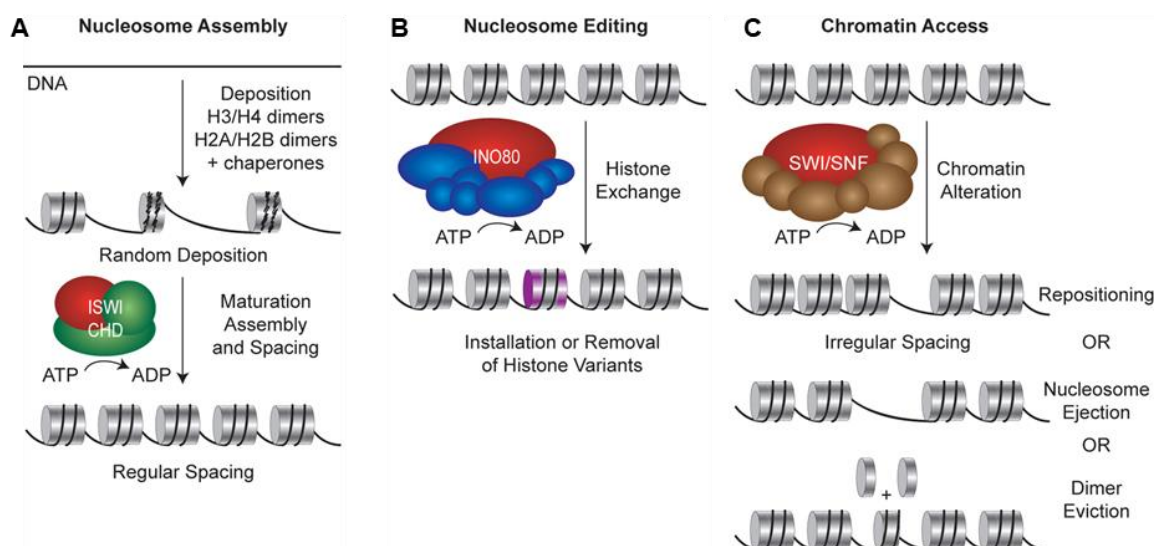 A
Nucleosome Assembly
DNA
Deposition
H3/H4 dimers
H2A/H2B dimers
+ chaperones
Random Deposition
ISWI
CHD
Maturation
Assembly
and Spacing
ATP
ADP
Regular Spacing
B
Nucleosome Editing
INO80
Histone
Exchange
ATP
ADP
Installation or Removal
of Histone Variants
C
Chromatin Access
SWI/SNF
Chromatin
Alteration
ATP
ADP
Repositioning
Irregular Spacing
OR
Nucleosome
Ejection
OR
+
Dimer
Eviction